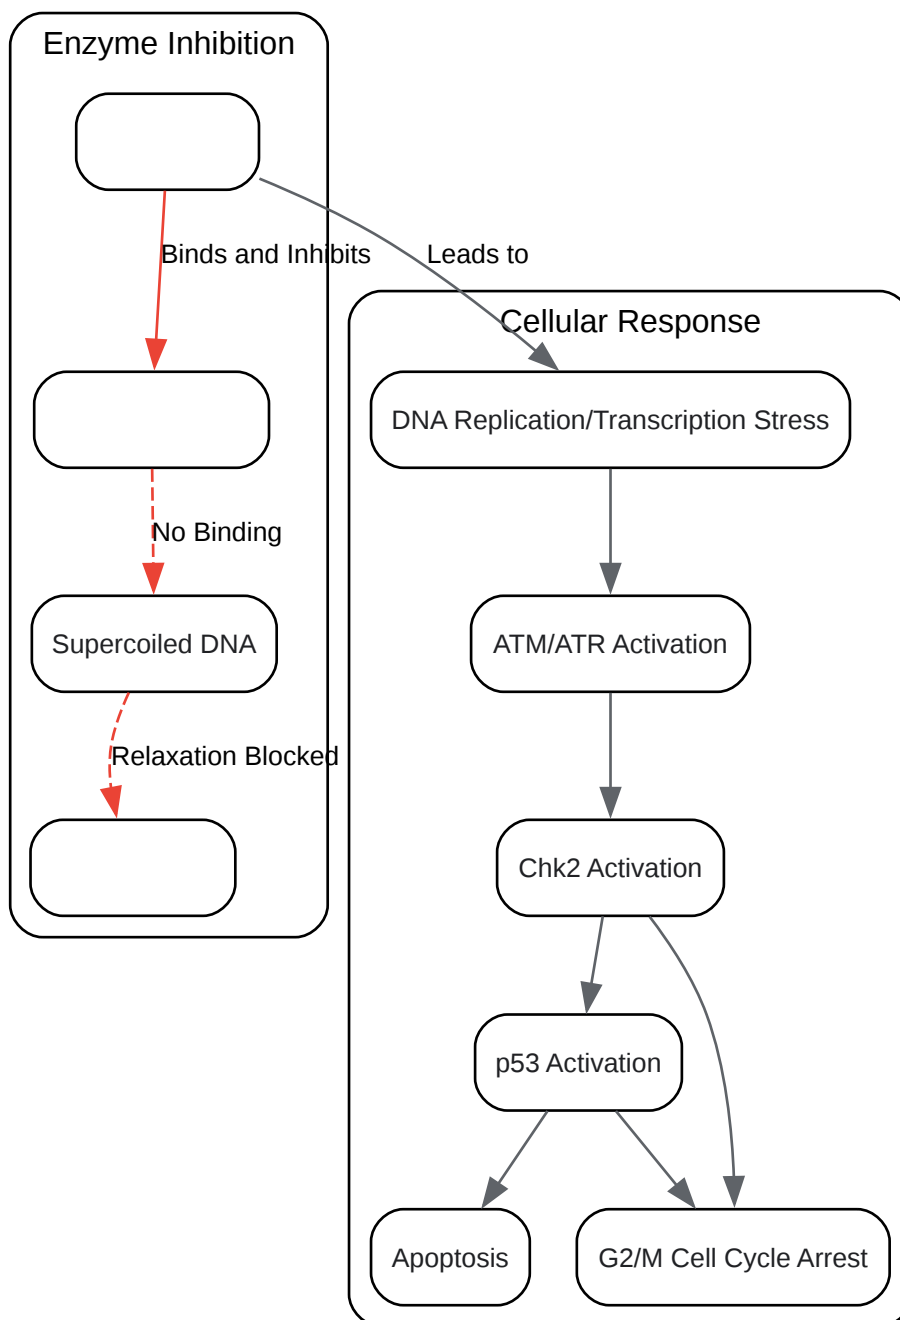 Enzyme Inhibition
Binds and Inhibits
Leads to
Cellular Response
DNA Replication/Transcription Stress
No Binding
Supercoiled DNA
ATM/ATR Activation
Relaxation Blocked
Chk2 Activation
p53 Activation
Apoptosis
G2/M Cell Cycle Arrest